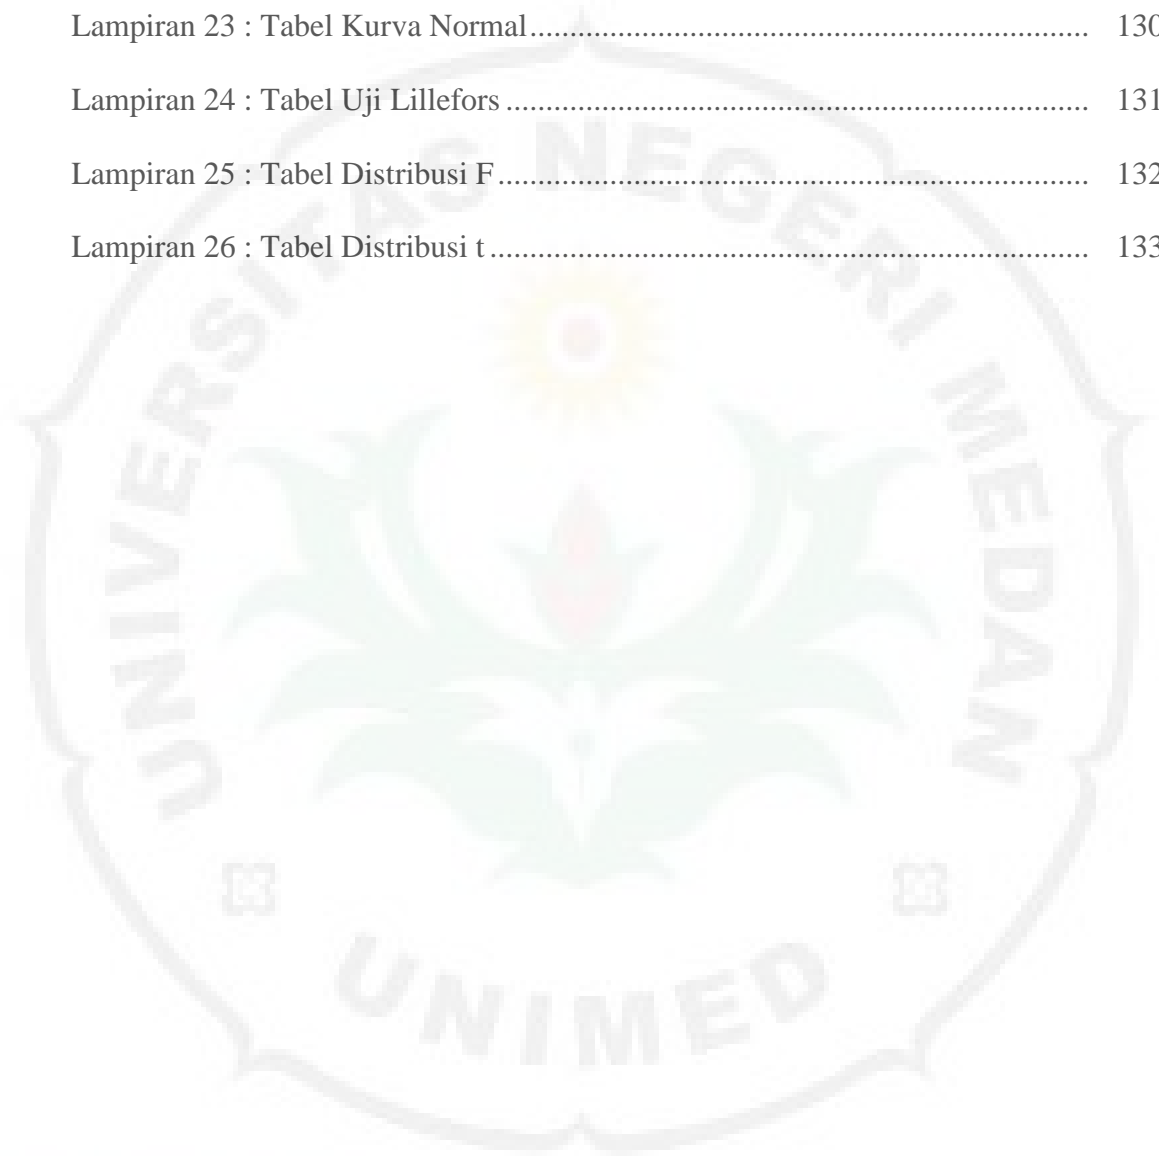 Lampiran 23 : Tabel Kurva Normal.................................................................... 130
Lampiran 24 : Tabel Uji Lillefors ....................................................................... 131
Lampiran 25 : Tabel Distribusi F........................................................................ 132
Lampiran 26 : Tabel Distribusi t ......................................................................... 133
UNIVERSITAS NEGERI MEDAN
UNIMED